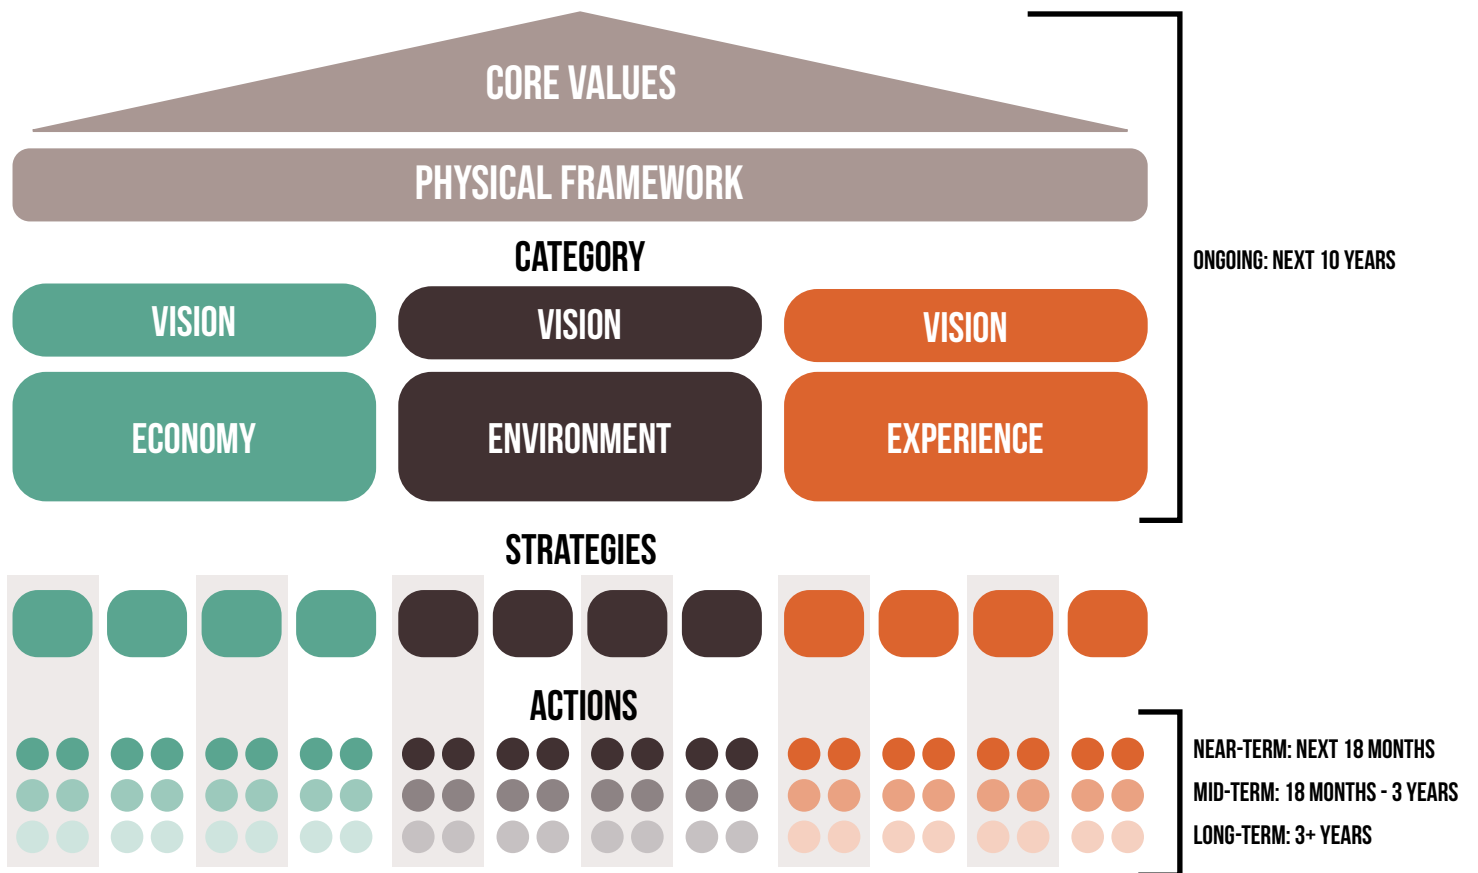 CORE VALUES
PHYSICAL FRAMEWORK
CATEGORY
VISION
VISION
VISION
ONGOING: NEXT 10 YEARS
ECONOMY
ENVIRONMENT
EXPERIENCE
STRATEGIES
ACTIONS
NEAR-TERM: NEXT 18 MONTHS
MID-TERM: 18 MONTHS - 3 YEARS
LONG-TERM: 3+ YEARS